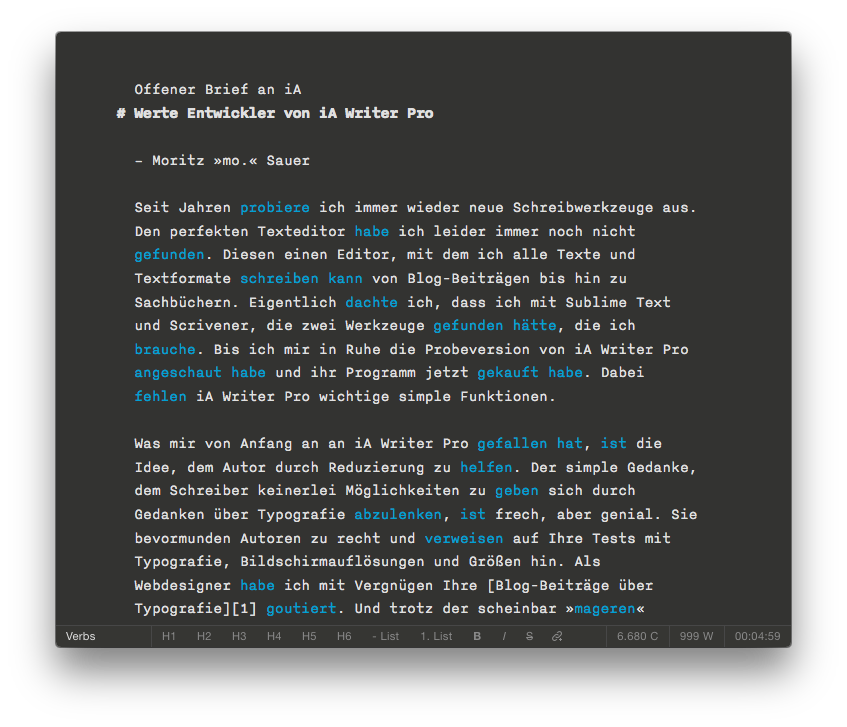 Offener Brief an iA
# Werte Entwickler von iA Writer Pro
– Moritz »mo.« Sauer
Seit Jahren probiere ich immer wieder neue Schreibwerkzeuge aus.
Den perfekten Texteditor habe ich leider immer noch nicht
gefunden. Diesen einen Editor, mit dem ich alle Texte und
Textformate schreiben kann von Blog-Beiträgen bis hin zu
Sachbüchern. Eigentlich dachte ich, dass ich mit Sublime Text
und Scrivener, die zwei Werkzeuge gefunden hätte, die ich
brauche. Bis ich mir in Ruhe die Probeversion von iA Writer Pro
angeschaut habe und ihr Programm jetzt gekauft habe. Dabei
fehlen iA Writer Pro wichtige simple Funktionen.
Was mir von Anfang an an iA Writer Pro gefallen hat, ist die
Idee, dem Autor durch Reduzierung zu helfen. Der simple Gedanke,
dem Schreiber keinerlei Möglichkeiten zu geben sich durch
Gedanken über Typografie abzulenken, ist frech, aber genial. Sie
bevormunden Autoren zu recht und verweisen auf Ihre Tests mit
Typografie, Bildschirmauflösungen und Größen hin. Als
Webdesigner habe ich mit Vergnügen Ihre [Blog-Beiträge über
Typografie][1] goutiert. Und trotz der scheinbar »mageren«
Verbs H1 H2 H3 H4 H5 H6 - List 1. List B I S 6.680 C 999 W 00:04:59